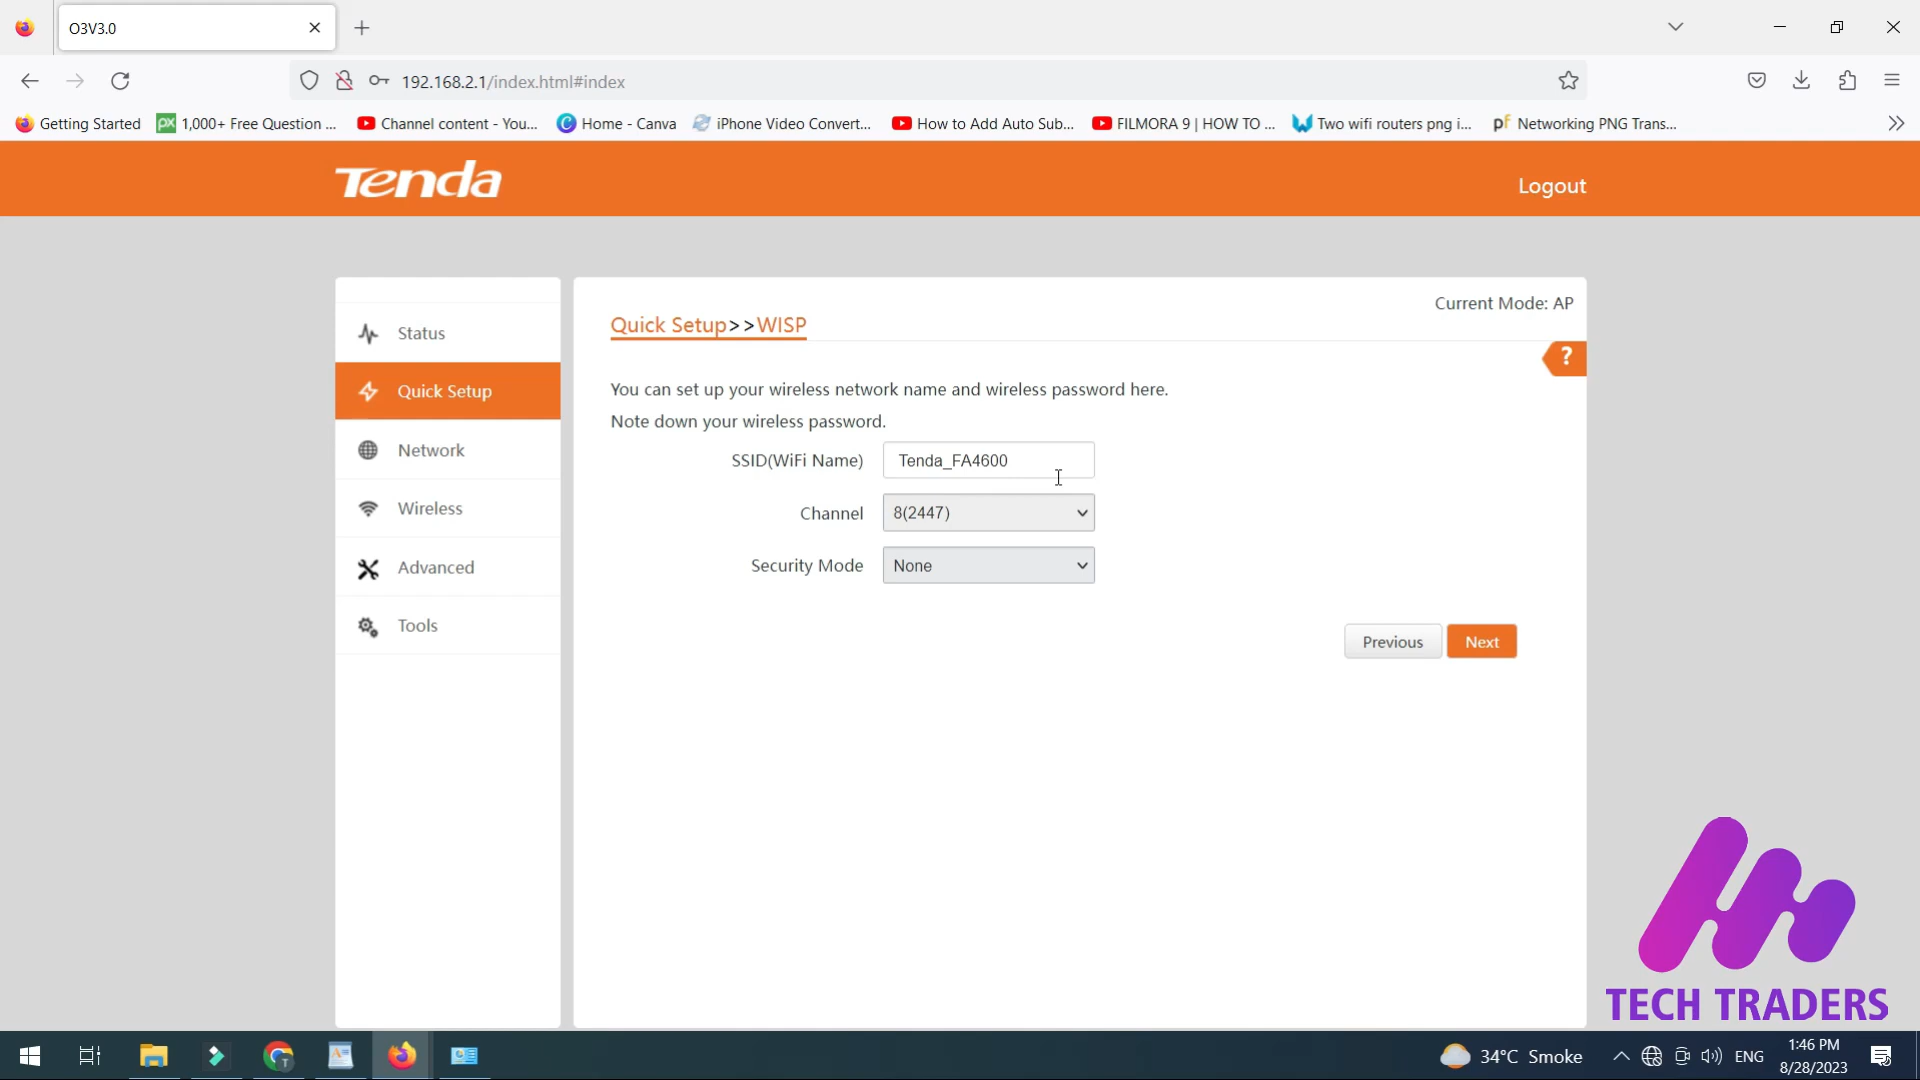 O3V3.0
192.168.2.1/index.html#index
Getting Started
px
1,000+ Free Question ...
Channel content - You...
C
Home - Canva
iPhone Video Convert...
How to Add Auto Sub...
FILMORA 9 | HOW TO ...
Two wifi routers png i...
pf
Networking PNG Trans...
Tenda
Logout
Status
Quick Setup
Network
Wireless
Advanced
Tools
Current Mode: AP
Quick Setup>>WISP
?
You can set up your wireless network name and wireless password here.
Note down your wireless password.
SSID(WiFi Name)
Tenda_FA4600
Channel
8(2447)
Security Mode
None
Previous
Next
TECH TRADERS
T
34°C Smoke
ENG
1:46 PM
8/28/2023